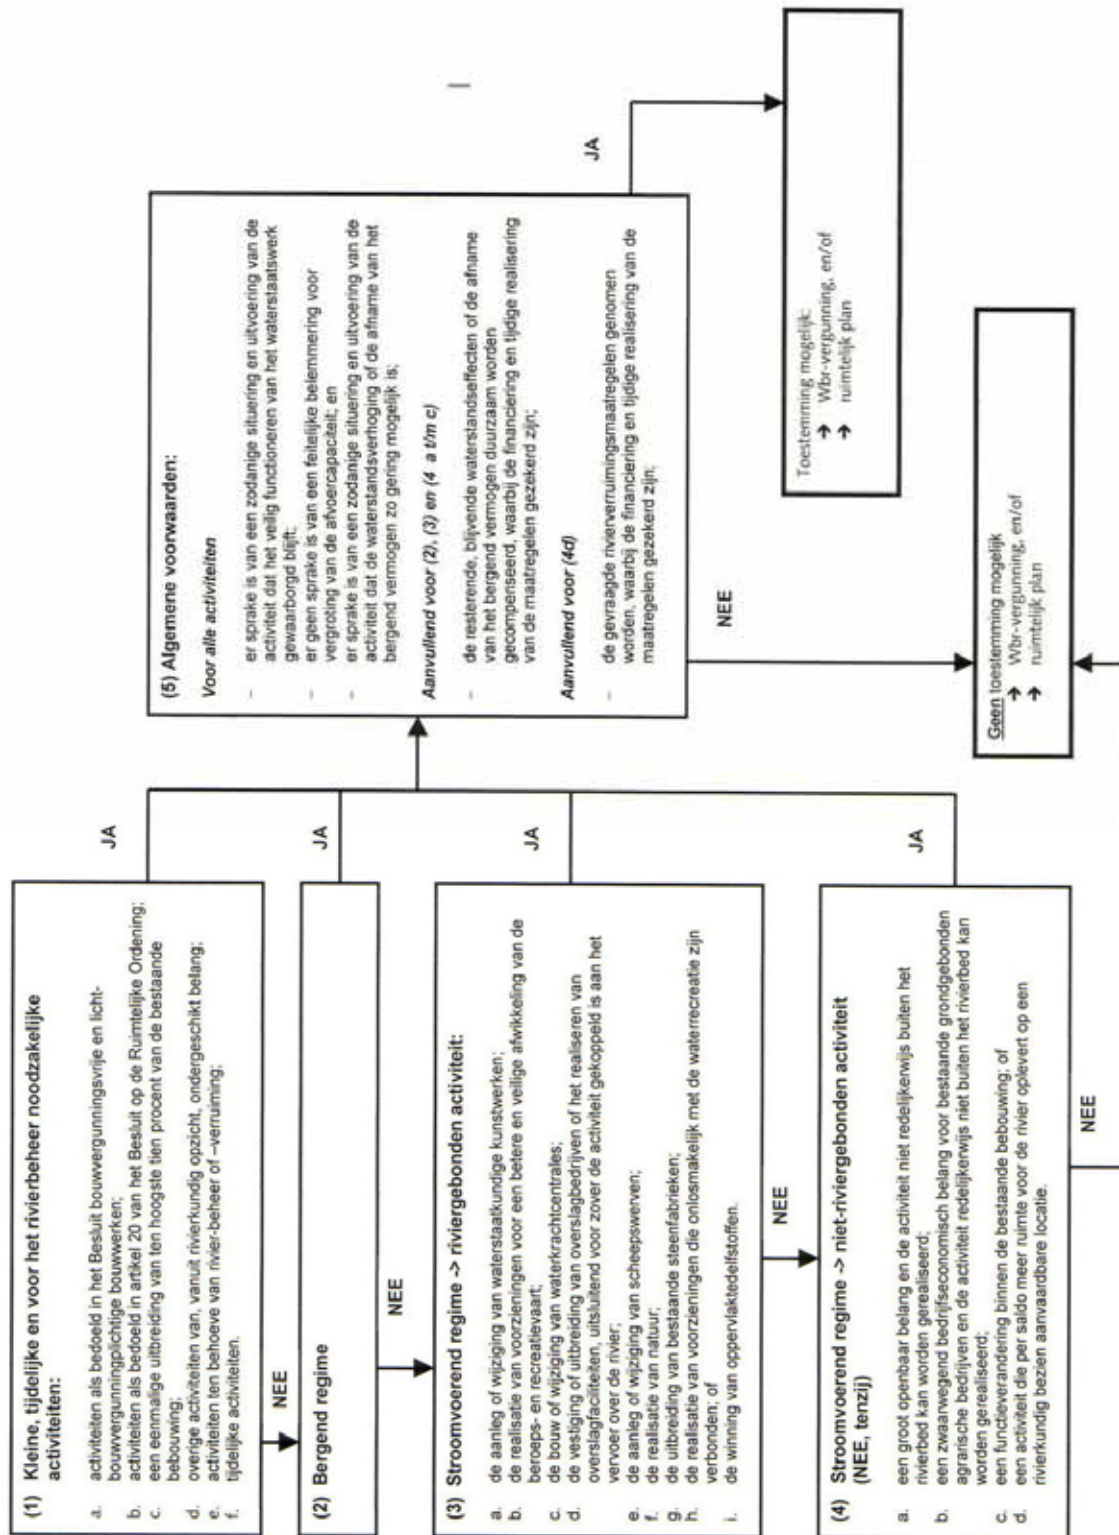 (1) Kleine, tijdelijke en voor het rivierbeheer noodzakelijke
activiteiten:
a. activiteiten als bedoeld in het Besluit bouwvergunningsvrije en licht-
bouwvergunningplichtige bouwwerken;
b. activiteiten als bedoeld in artikel 20 van het Besluit op de Ruimtelijke Ordening;
c. een eenmalige uitbreiding van ten hoogste tien procent van de bestaande
bebouwing;
d. overige activiteiten van, vanuit rivierkundig opzicht, ondergeschikt belang;
e. activiteiten ten behoeve van rivier-beheer of –verruiming;
f. tijdelijke activiteiten.
JA
NEE
(2) Bergend regime
JA
NEE
(3) Stroomvoerend regime -> riviergebonden activiteit:
a. de aanleg of wijziging van waterstaatkundige kunstwerken;
b. de realisatie van voorzieningen voor een betere en veilige afwikkeling van de
beroeps- en recreatievaart;
c. de bouw of wijziging van waterkrachtcentrales;
d. de vestiging of uitbreiding van overslagbedrijven of het realiseren van
overslagfaciliteiten, uitsluitend voor zover de activiteit gekoppeld is aan het
vervoer over de rivier;
e. de aanleg of wijziging van scheepswerven;
f. de realisatie van natuur;
g. de uitbreiding van bestaande steenfabrieken;
h. de realisatie van voorzieningen die onlosmakelijk met de waterrecreatie zijn
verbonden; of
i. de winning van oppervlaktedelfstoffen.
JA
NEE
(4) Stroomvoerend regime -> niet-riviergebonden activiteit
(NEE, tenzij)
a. een groot openbaar belang en de activiteit niet redelijkerwijs buiten het
rivierbed kan worden gerealiseerd;
b. een zwaarwegend bedrijfseconomisch belang voor bestaande grondgebonden
agrarische bedrijven en de activiteit redelijkerwijs niet buiten het rivierbed kan
worden gerealiseerd;
c. een functieverandering binnen de bestaande bebouwing; of
d. een activiteit die per saldo meer ruimte voor de rivier oplevert op een
rivierkundig bezien aanvaardbare locatie.
JA
NEE
(5) Algemene voorwaarden:
Voor alle activiteiten
– er sprake is van een zodanige situering en uitvoering van de
activiteit dat het veilig functioneren van het waterstaatswerk
gewaarborgd blijft;
– er geen sprake is van een feitelijke belemmering voor
vergroting van de afvoercapaciteit; en
– er sprake is van een zodanige situering en uitvoering van de
activiteit dat de waterstandsverhoging of de afname van het
bergend vermogen zo gering mogelijk is;
Aanvullend voor (2), (3) en (4 a t/m c)
– de resterende, blijvende waterstandseffecten of de afname
van het bergend vermogen duurzaam worden
gecompenseerd, waarbij de financiering en tijdige realisering
van de maatregelen gezekerd zijn;
Aanvullend voor (4d)
– de gevraagde rivierverruimingsmaatregelen genomen
worden, waarbij de financiering en tijdige realising van de
maatregelen gezekerd zijn;
JA
NEE
Geen toestemming mogelijk
➔ Wbr-vergunning, en/of
➔ ruimtelijk plan
Toestemming mogelijk:
➔ Wbr-vergunning, en/of
➔ ruimtelijk plan